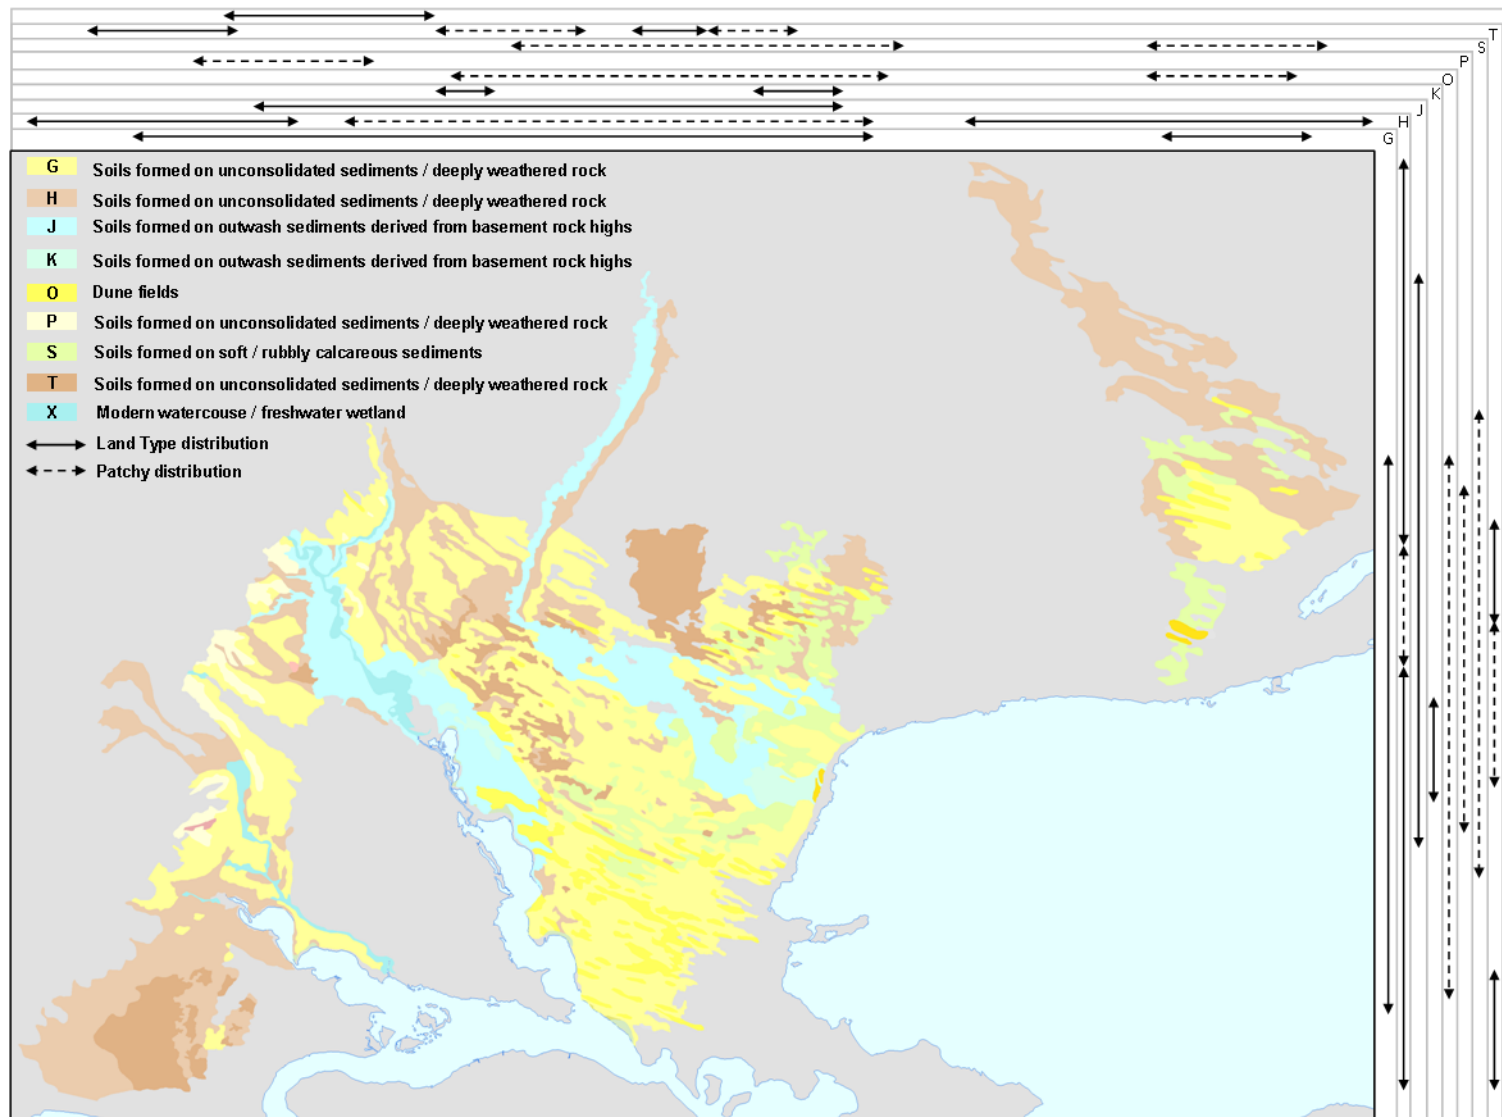 T
S
P
O
K
J
H
G
G Soils formed on unconsolidated sediments / deeply weathered rock
H Soils formed on unconsolidated sediments / deeply weathered rock
J Soils formed on outwash sediments derived from basement rock highs
K Soils formed on outwash sediments derived from basement rock highs
O Dune fields
P Soils formed on unconsolidated sediments / deeply weathered rock
S Soils formed on soft / rubbly calcareous sediments
T Soils formed on unconsolidated sediments / deeply weathered rock
X Modern watercouse / freshwater wetland
Land Type distribution
Patchy distribution